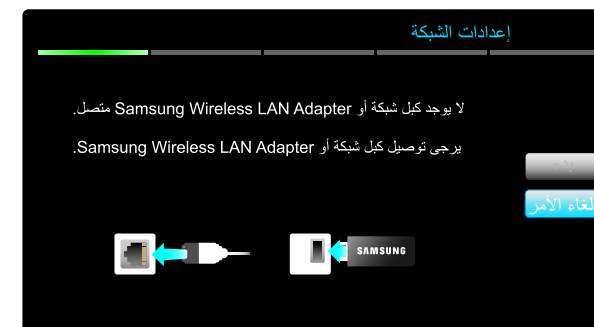 إعدادات الشبكة
لا يوجد كبل شبكة أو Samsung Wireless LAN Adapter متصل.
يرجى توصيل كبل شبكة أو Samsung Wireless LAN Adapter.
لغاء الأمر
SAMSUNG